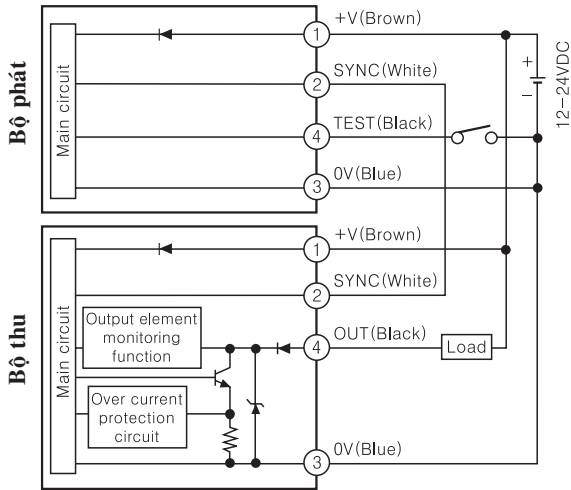 Bộ phát
Main circuit
1
+V(Brown)
2
SYNC(White)
4
TEST(Black)
3
0V(Blue)
+
−
12-24VDC
Bộ thu
Main circuit
1
+V(Brown)
2
SYNC(White)
Output element
monitoring
function
4
OUT(Black)
Load
Over current
protection
circuit
3
0V(Blue)